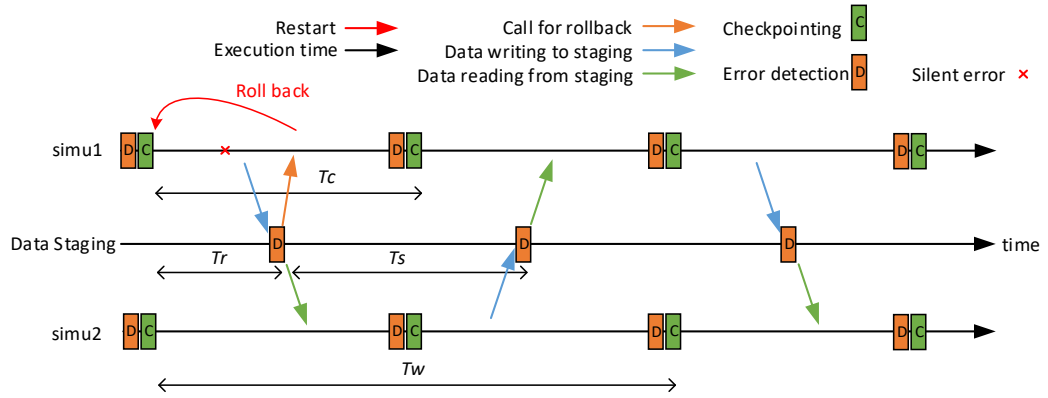 Restart
Execution time
Call for rollback
Data writing to staging
Data reading from staging
Checkpointing C
Error detection D
Silent error ×
Roll back
simu1 D C D C D C D C
Tc
Data Staging D D D time
Tr Ts
simu2 D C D C D C D C
Tw